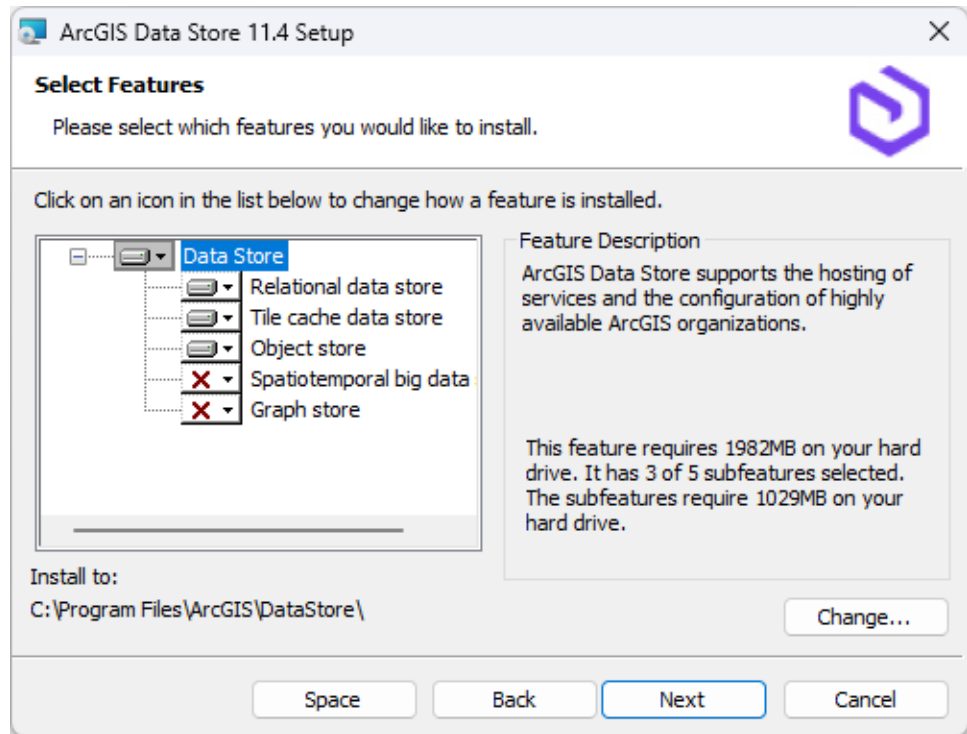 ArcGIS Data Store 11.4 Setup
Select Features
Please select which features you would like to install.
Click on an icon in the list below to change how a feature is installed.
Data Store
Relational data store
Tile cache data store
Object store
Spatiotemporal big data
Graph store
Feature Description
ArcGIS Data Store supports the hosting of
services and the configuration of highly
available ArcGIS organizations.
This feature requires 1982MB on your hard
drive. It has 3 of 5 subfeatures selected.
The subfeatures require 1029MB on your
hard drive.
Install to:
C:\Program Files\ArcGIS\DataStore\
Change...
Space
Back
Next
Cancel